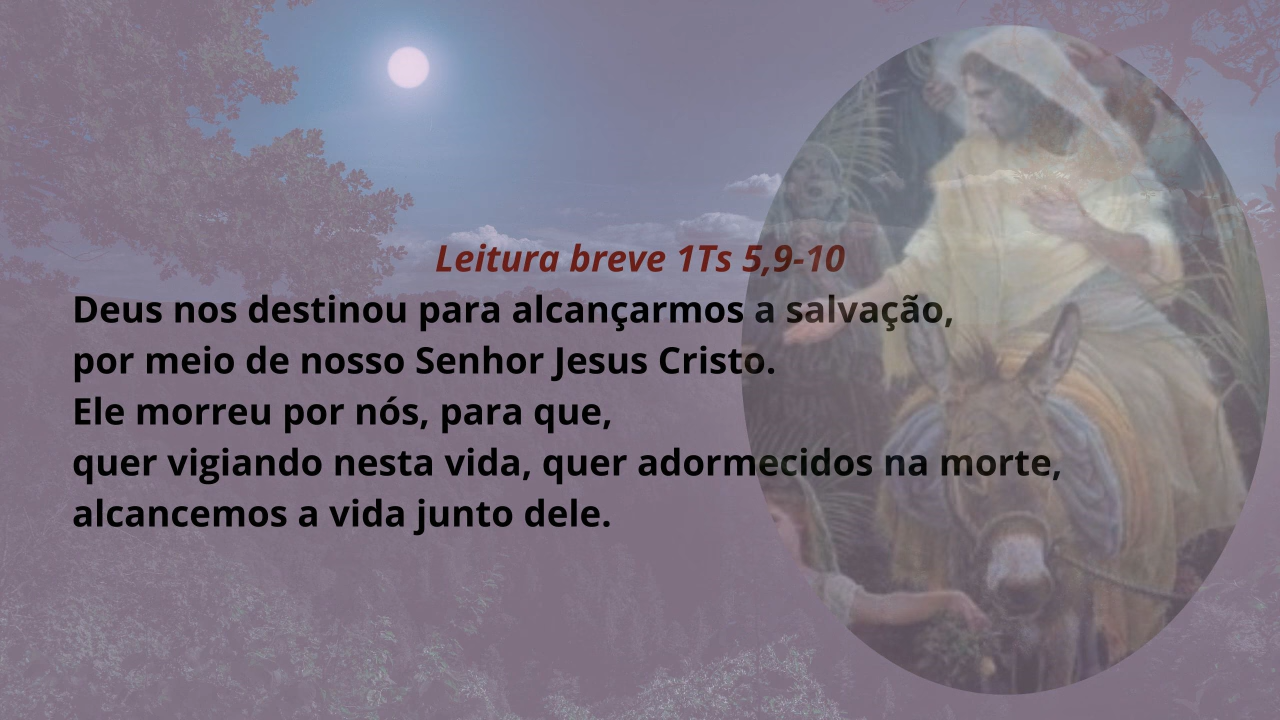 Leitura breve 1Ts 5,9-10
Deus nos destinou para alcançarmos a salvação,
por meio de nosso Senhor Jesus Cristo.
Ele morreu por nós, para que,
quer vigiando nesta vida, quer adormecidos na morte,
alcancemos a vida junto dele.